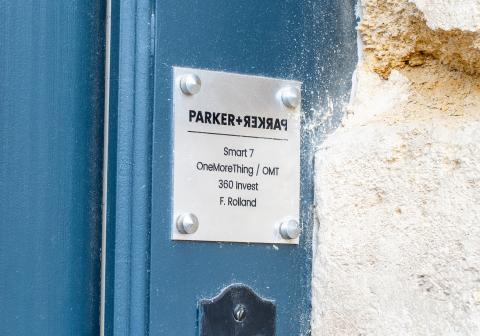 PARKER+PARKER
Smart 7
OneMoreThing / OMT
360 Invest
F. Rolland